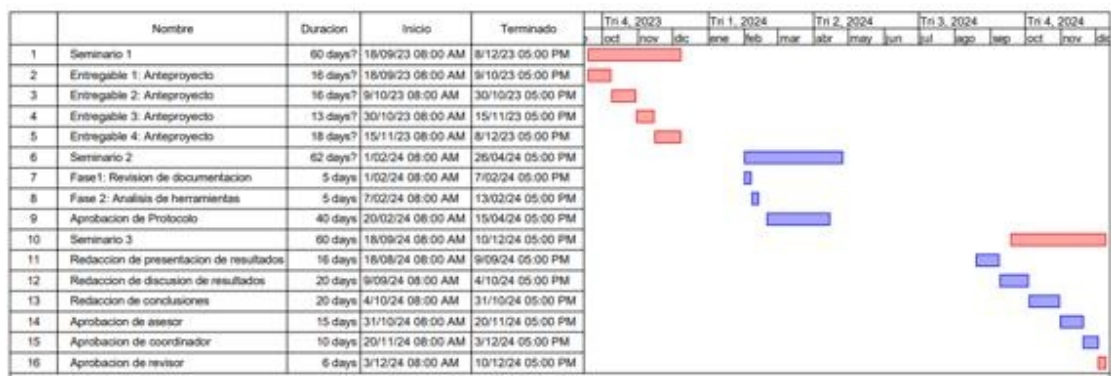 Nombre Duracion Inicio Terminado Tri 4, 2023 Tri 1, 2024 Tri 2, 2024 Tri 3, 2024 Tri 4, 2024
oct nov dic ene feb mar abr may jun jul ago sep oct nov dic
1 Seminario 1 60 days? 18/09/23 08:00 AM 8/12/23 05:00 PM
2 Entregable 1: Anteproyecto 16 days? 18/09/23 08:00 AM 9/10/23 05:00 PM
3 Entregable 2: Anteproyecto 16 days? 9/10/23 08:00 AM 30/10/23 05:00 PM
4 Entregable 3: Anteproyecto 13 days? 30/10/23 08:00 AM 15/11/23 05:00 PM
5 Entregable 4: Anteproyecto 18 days? 15/11/23 08:00 AM 8/12/23 05:00 PM
6 Seminario 2 62 days? 1/02/24 08:00 AM 26/04/24 05:00 PM
7 Fase1: Revision de documentacion 5 days 1/02/24 08:00 AM 7/02/24 05:00 PM
8 Fase 2: Analisis de herramientas 5 days 7/02/24 08:00 AM 13/02/24 05:00 PM
9 Aprobacion de Protocolo 40 days 20/02/24 08:00 AM 15/04/24 05:00 PM
10 Seminario 3 60 days 18/09/24 08:00 AM 10/12/24 05:00 PM
11 Redaccion de presentacion de resultados 16 days 18/08/24 08:00 AM 9/09/24 05:00 PM
12 Redaccion de discusion de resultados 20 days 9/09/24 08:00 AM 4/10/24 05:00 PM
13 Redaccion de conclusiones 20 days 4/10/24 08:00 AM 31/10/24 05:00 PM
14 Aprobacion de asesor 15 days 31/10/24 08:00 AM 20/11/24 05:00 PM
15 Aprobacion de coordinador 10 days 20/11/24 08:00 AM 3/12/24 05:00 PM
16 Aprobacion de revisor 6 days 3/12/24 08:00 AM 10/12/24 05:00 PM